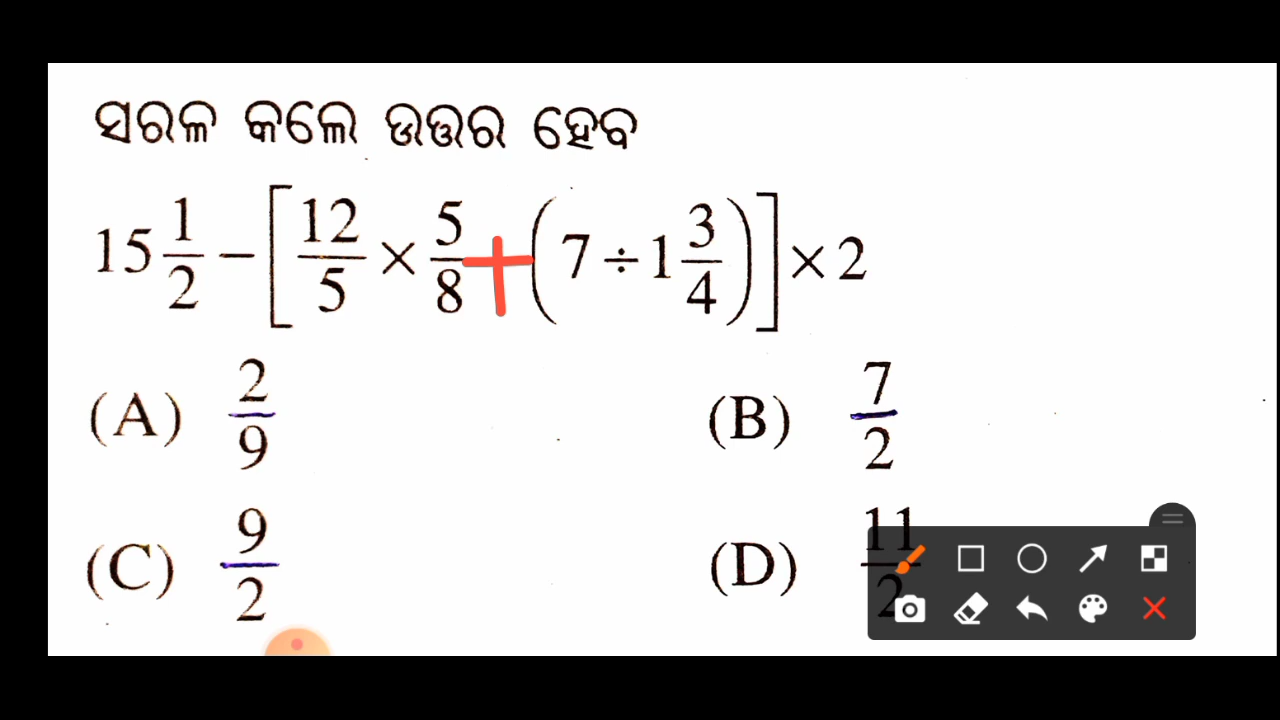 ସରଳ କଲେ ଉତ୍ତର ହେବ
15 1/2 − [12/5 × 5/8 + (7 ÷ 1 3/4)] × 2
(A) 2/9 (B) 7/2
(C) 9/2 (D) 11/2